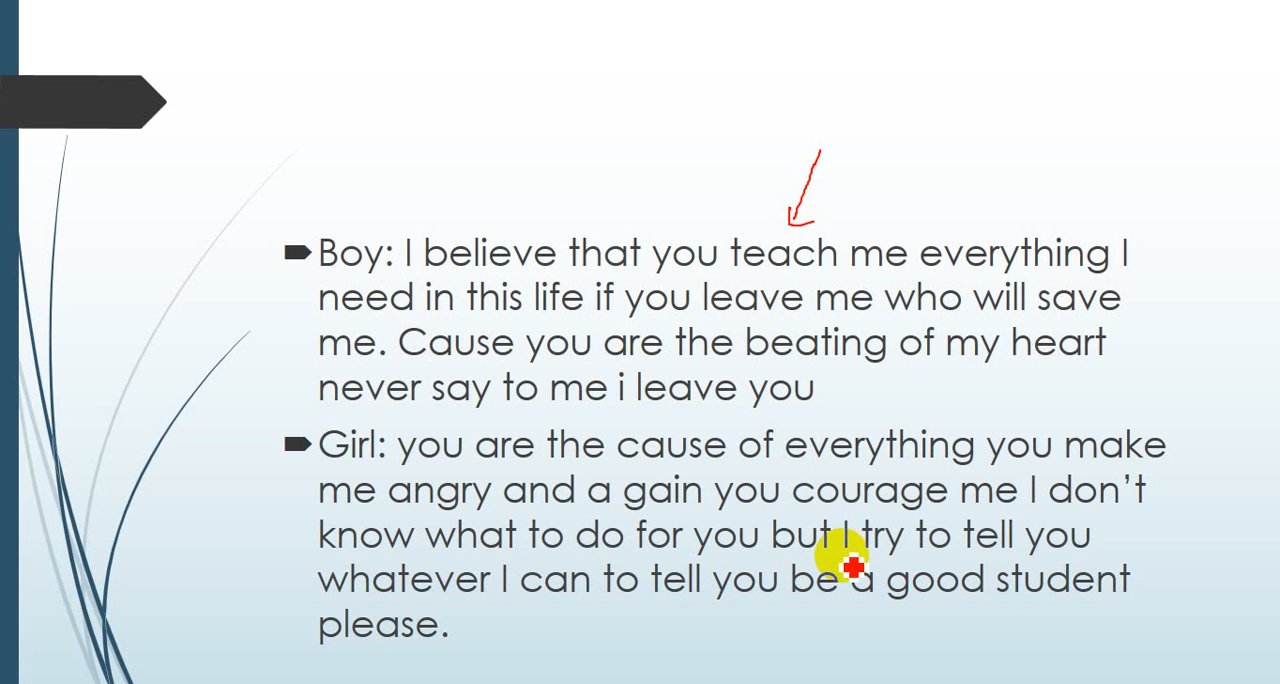 Boy: I believe that you teach me everything I
need in this life if you leave me who will save
me. Cause you are the beating of my heart
never say to me i leave you
Girl: you are the cause of everything you make
me angry and a gain you courage me I don’t
know what to do for you but I try to tell you
whatever I can to tell you be a good student
please.